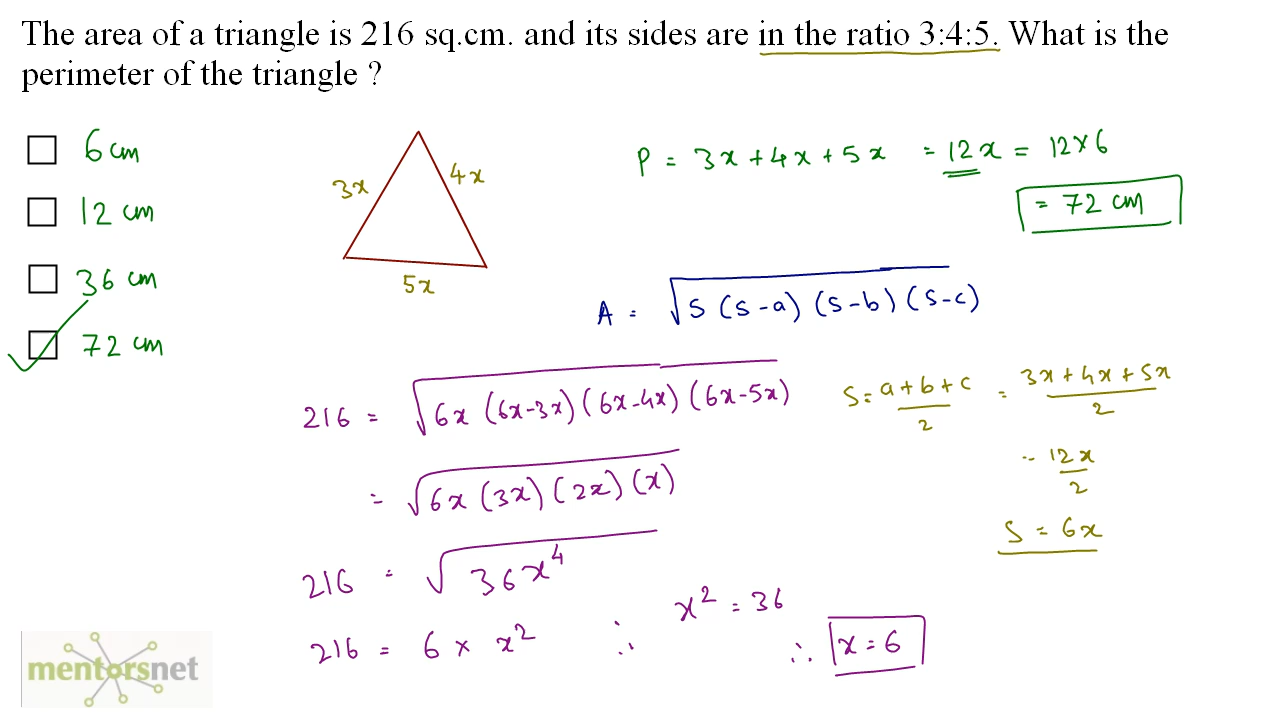 The area of a triangle is 216 sq.cm. and its sides are in the ratio 3:4:5. What is the
perimeter of the triangle ?
6 cm
12 cm
36 cm
72 cm
3x
4x
5x
P = 3x + 4x + 5x = 12x = 12 × 6
= 72 cm
A = √S (S-a) (S-b) (S-c)
216 = √6x (6x-3x) (6x-4x) (6x-5x)
= √6x (3x) (2x) (x)
216 = √36x⁴
216 = 6 × x²
∴ x² = 36
∴ x = 6
S = a+b+c/2 = 3x+4x+5x/2
= 12x/2
S = 6x
mentorsnet